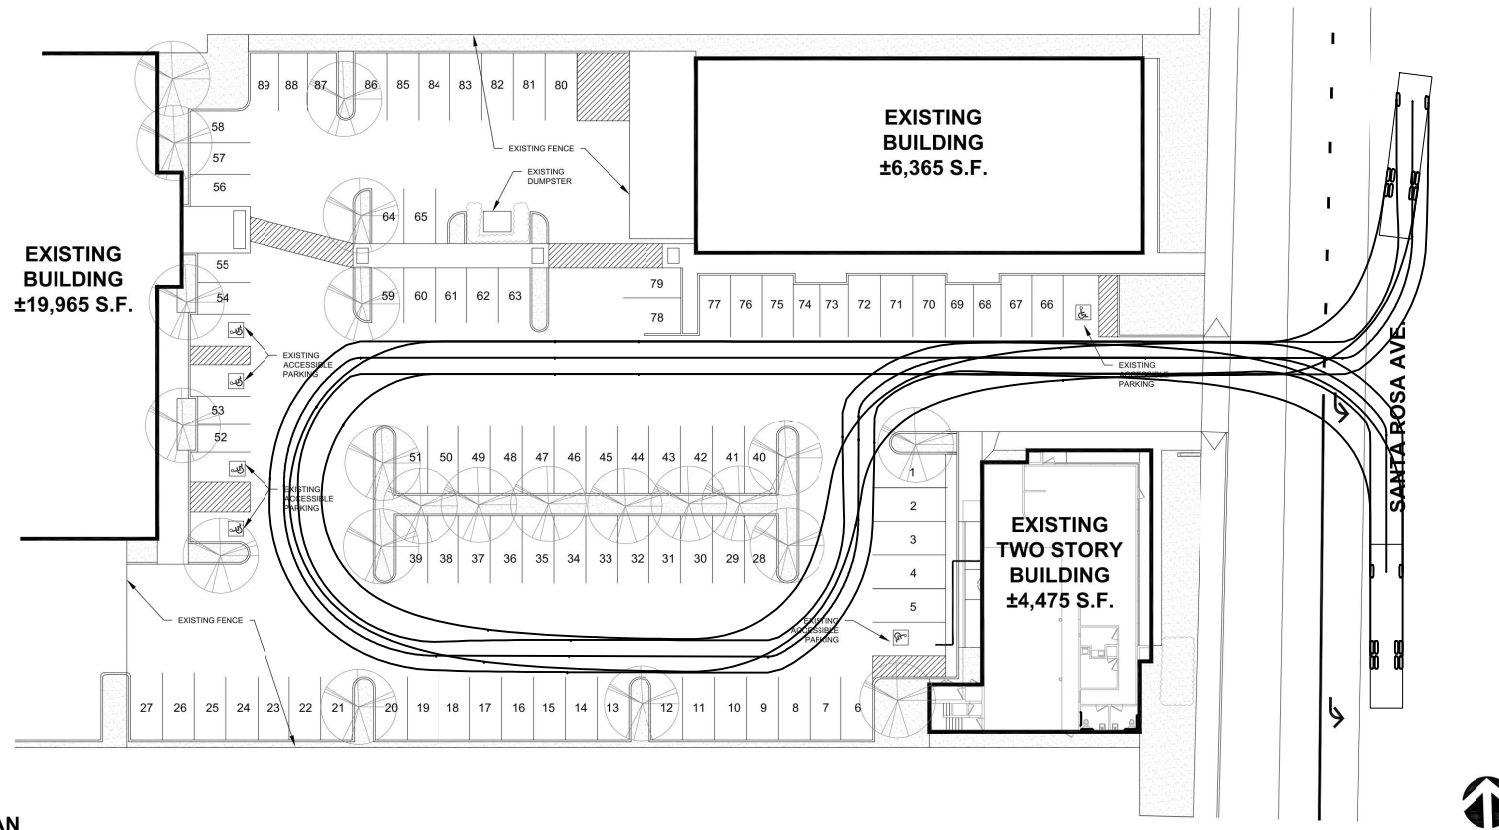 89 88 87 86 85 84 83 82 81 80
58
57
56
EXISTING FENCE
EXISTING
DUMPSTER
EXISTING
BUILDING
±6,365 S.F.
64 65
EXISTING
BUILDING
±19,965 S.F.
55
54
59 60 61 62 63
79
78
77 76 75 74 73 72 71 70 69 68 67 66
EXISTING
ACCESSIBLE
PARKING
EXISTING
ACCESSIBLE
PARKING
SANTA ROSA AVE.
53
52
51 50 49 48 47 46 45 44 43 42 41 40
EXISTING
ACCESSIBLE
PARKING
39 38 37 36 35 34 33 32 31 30 29 28
1
2
3
4
5
EXISTING
TWO STORY
BUILDING
±4,475 S.F.
EXISTING
ACCESSIBLE
PARKING
EXISTING FENCE
27 26 25 24 23 22 21 20 19 18 17 16 15 14 13 12 11 10 9 8 7 6
AN